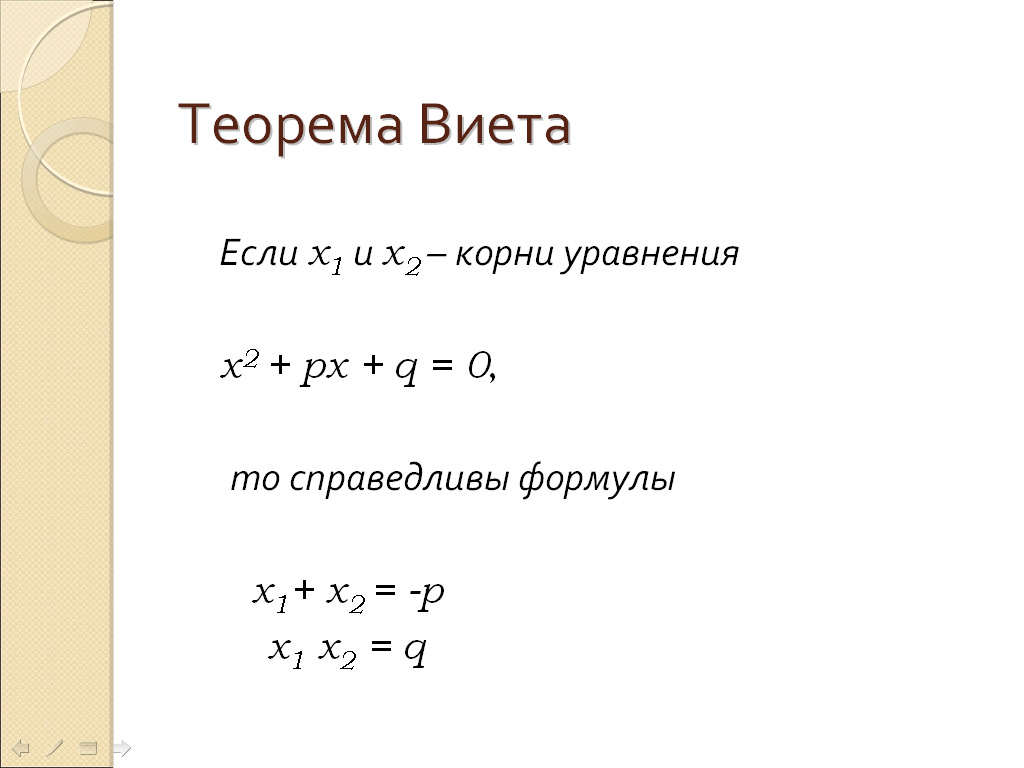 Теорема Виета
Если x₁ и x₂ – корни уравнения
x² + px + q = 0,
то справедливы формулы
x₁+ x₂ = -p
x₁ x₂ = q